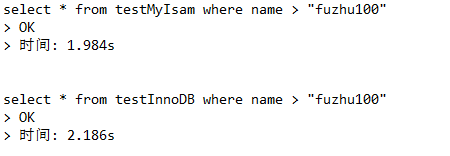 select * from testMyIsam where name > "fuzhu100"
> OK
> 时间: 1.984s
select * from testInnoDB where name > "fuzhu100"
> OK
> 时间: 2.186s